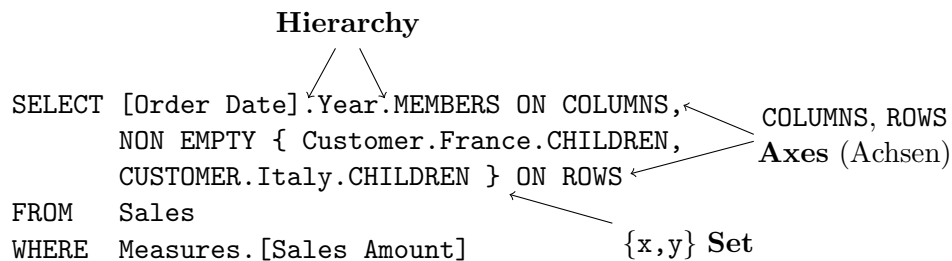 Hierarchy
SELECT [Order Date].Year.MEMBERS ON COLUMNS,
NON EMPTY { Customer.France.CHILDREN,
CUSTOMER.Italy.CHILDREN } ON ROWS
FROM Sales
WHERE Measures.[Sales Amount]
COLUMNS, ROWS
Axes (Achsen)
{x,y} Set